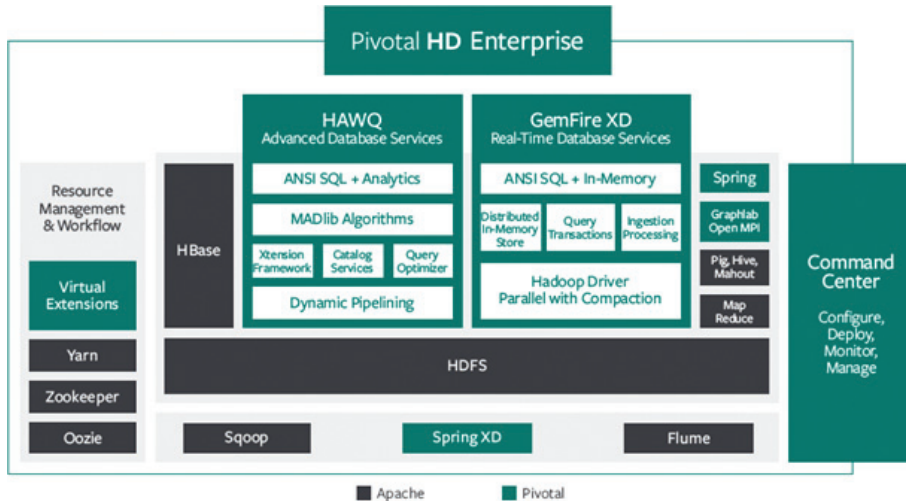 Pivotal HD Enterprise
HAWQ
Advanced Database Services
GemFire XD
Real-Time Database Services
Resource
Management
& Workflow
Virtual
Extensions
Yarn
Zookeeper
Oozie
HBase
ANSI SQL + Analytics
MADlib Algorithms
Xtension
Framework
Catalog
Services
Query
Optimizer
Dynamic Pipelining
ANSI SQL + In-Memory
Distributed
In-Memory
Store
Query
Transactions
Ingestion
Processing
Hadoop Driver
Parallel with Compaction
Spring
Graphlab
Open MPI
Pig, Hive,
Mahout
Map
Reduce
HDFS
Sqoop
Spring XD
Flume
Command
Center
Configure,
Deploy,
Monitor,
Manage
Apache
Pivotal